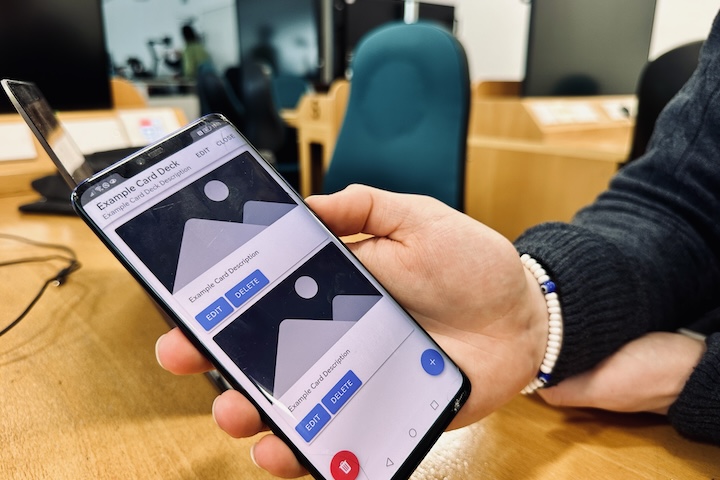 Example Card Deck
Example Card Deck Description
EDIT CLOSE
Example Card Description
EDIT DELETE
Example Card Description
EDIT DELETE